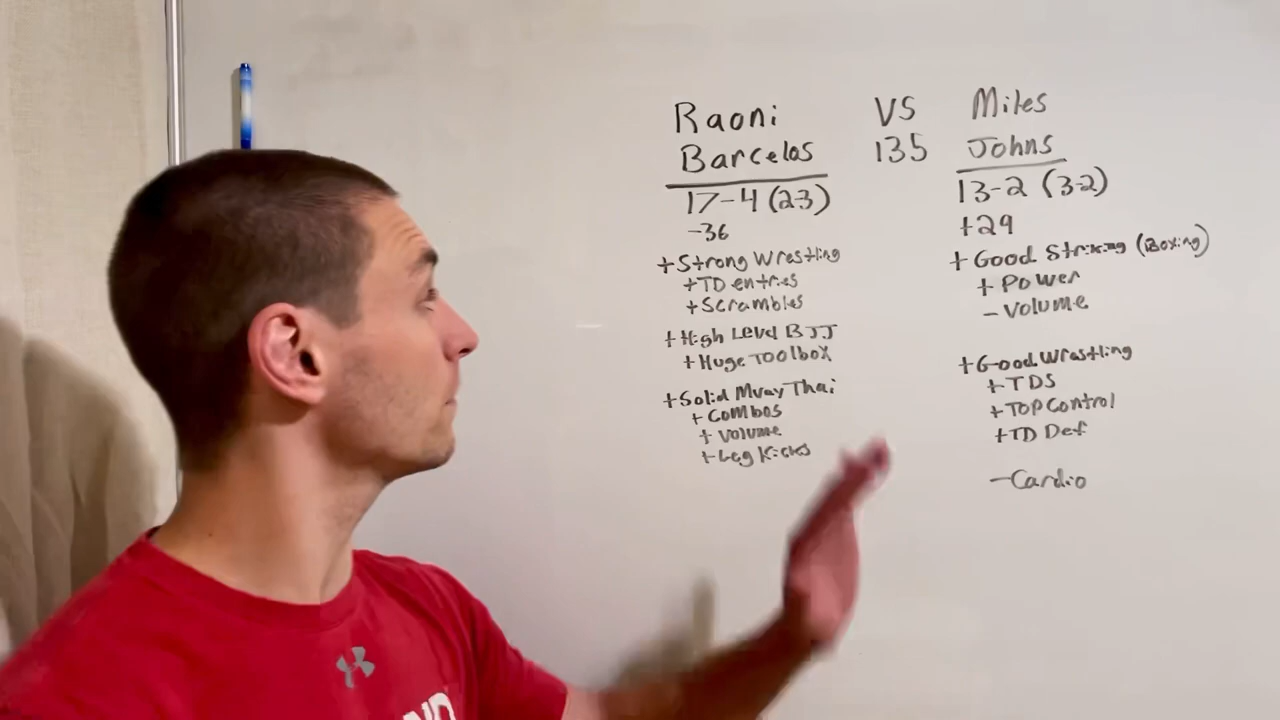 Raoni
Barcelos
17-4 (2-3)
-36
+Strong Wrestling
+TD entries
+Scrambles
+High Level BJJ
+Huge Toolbox
+Solid Muay Thai
+Combos
+Volume
+Leg Kicks
VS
135
Miles
Johns
13-2 (3-2)
+29
+Good Striking (Boxing)
+Power
-Volume
+Good Wrestling
+TDS
+Top Control
+TD Def
-Cardio